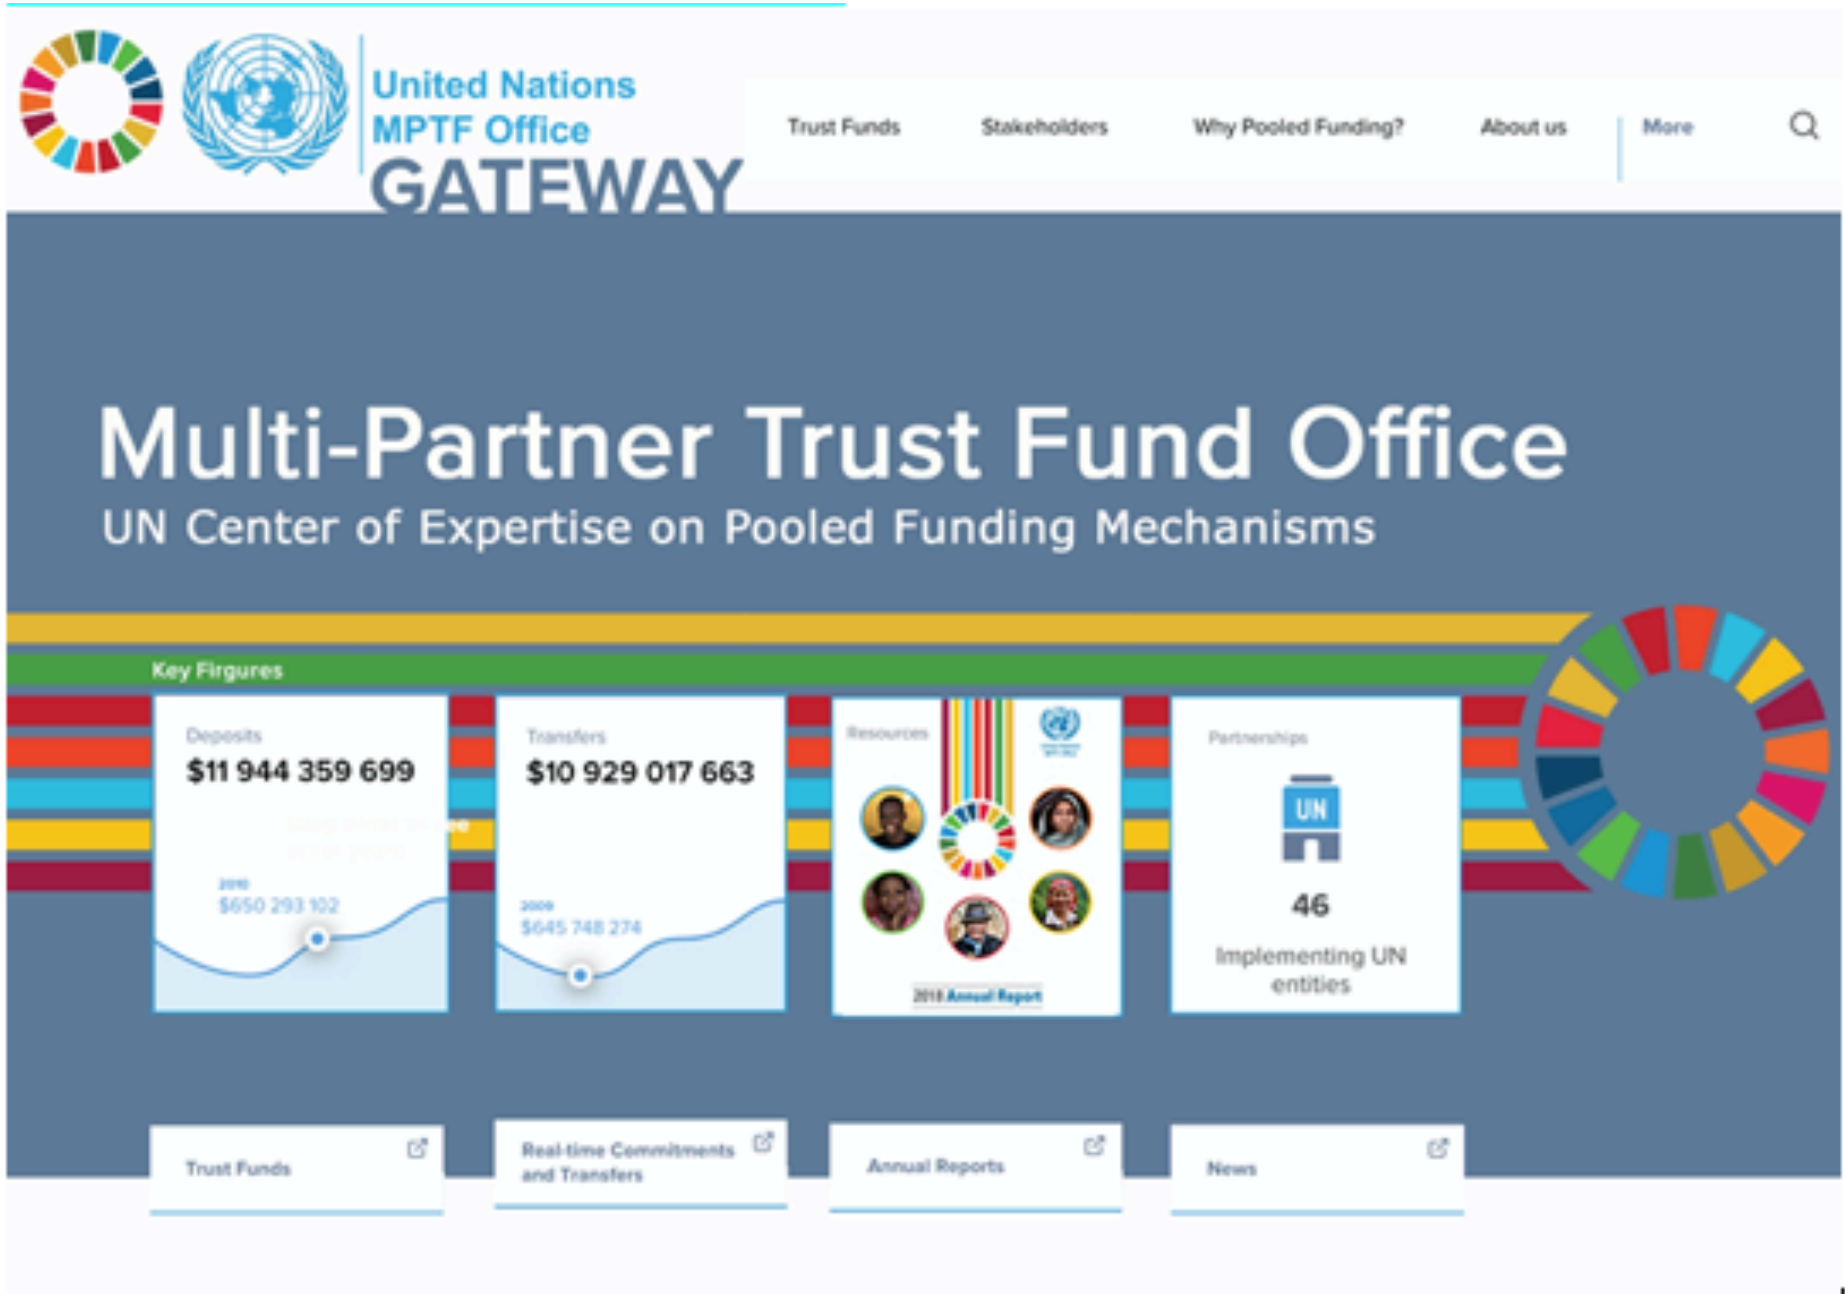 United Nations
MPTF Office
GATEWAY
Trust Funds
Stakeholders
Why Pooled Funding?
About us
More
Multi-Partner Trust Fund Office
UN Center of Expertise on Pooled Funding Mechanisms
Key Firgures
Deposits
$11 944 359 699
2010
$650 293 102
Transfers
$10 929 017 663
2009
$645 748 274
Resources
2018 Annual Report
Partnerships
UN
46
Implementing UN
entities
Trust Funds
Real-time Commitments
and Transfers
Annual Reports
News